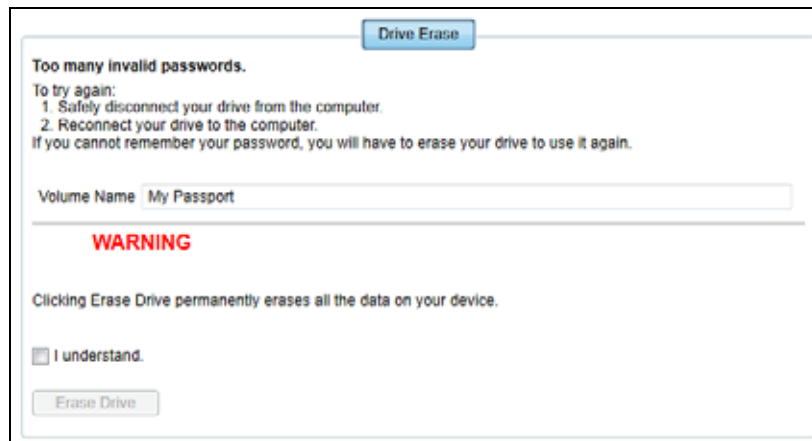 Drive Erase
Too many invalid passwords.
To try again:
1. Safely disconnect your drive from the computer.
2. Reconnect your drive to the computer.
If you cannot remember your password, you will have to erase your drive to use it again.
Volume Name My Passport
WARNING
Clicking Erase Drive permanently erases all the data on your device.
I understand.
Erase Drive